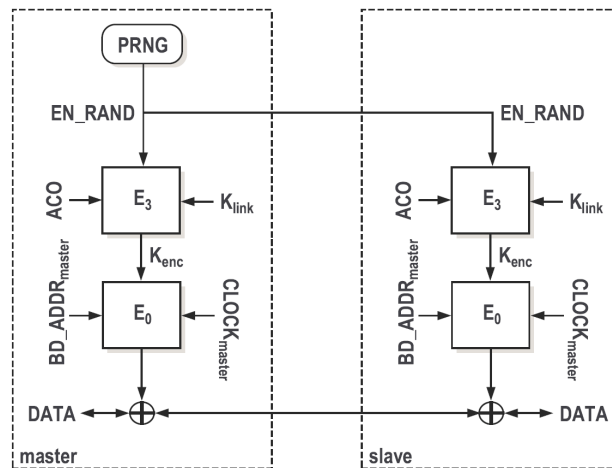 PRNG
EN_RAND
EN_RAND
ACO
E3
Klink
ACO
E3
Klink
Kenc
Kenc
BD_ADDRmaster
E0
CLOCKmaster
BD_ADDRmaster
E0
CLOCKmaster
DATA
DATA
master
slave